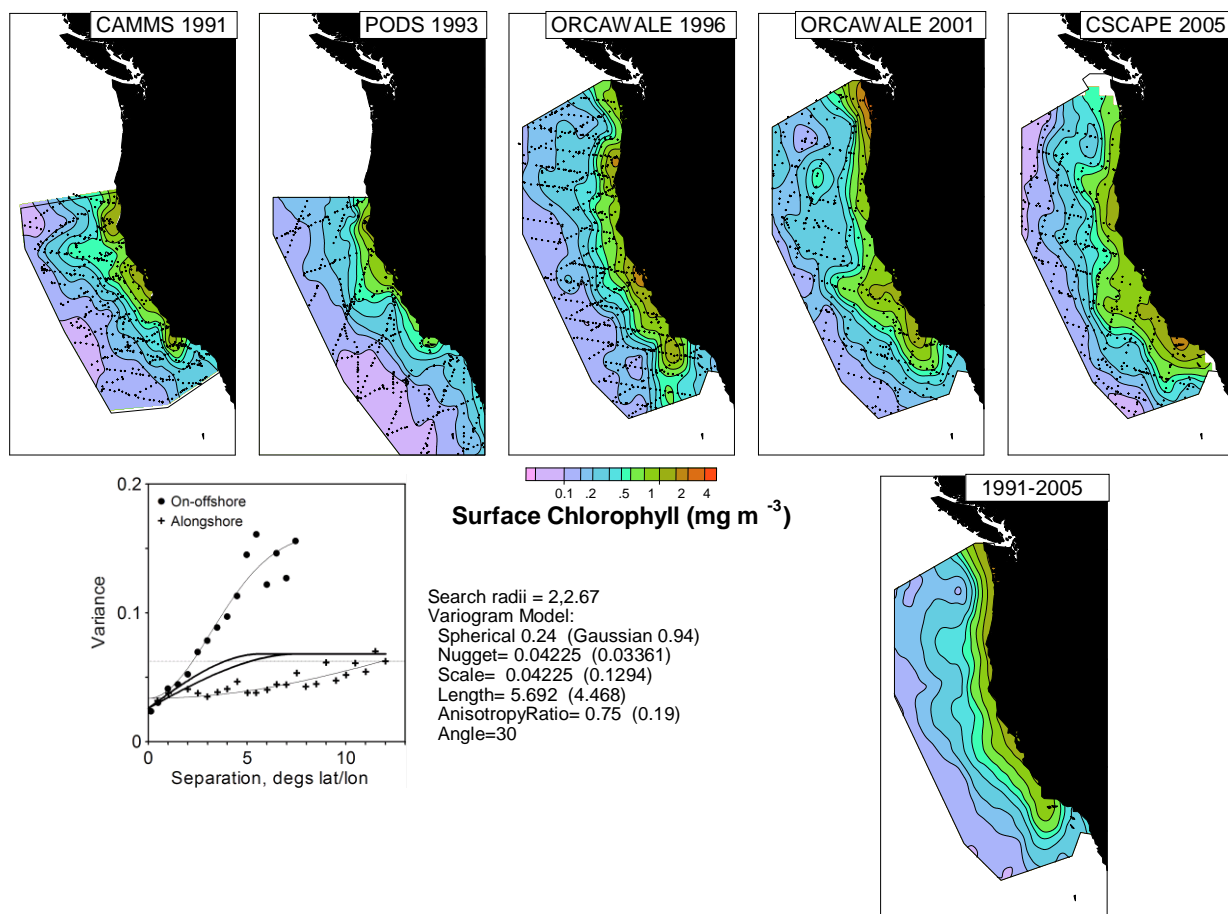 CAMMS 1991
PODS 1993
ORCAWALE 1996
ORCAWALE 2001
CSCAPE 2005
0.1 .2 .5 1 2 4
Surface Chlorophyll (mg m -3)
1991-2005
0.2
0.1
0
On-offshore
Alongshore
Variance
0 5 10
Separation, degs lat/lon
Search radii = 2,2.67
Variogram Model:
Spherical 0.24 (Gaussian 0.94)
Nugget= 0.04225 (0.03361)
Scale= 0.04225 (0.1294)
Length= 5.692 (4.468)
AnisotropyRatio= 0.75 (0.19)
Angle=30